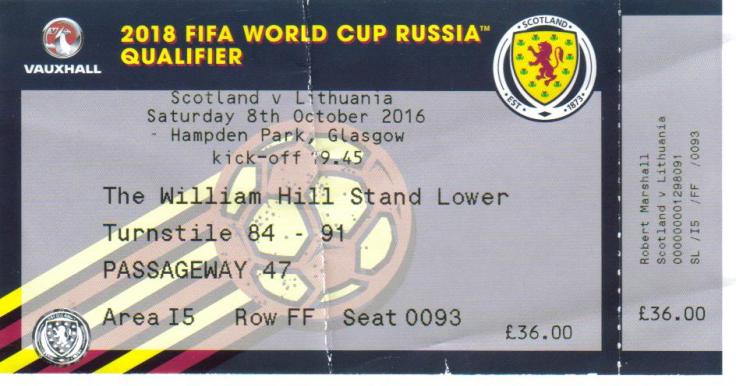 2018 FIFA WORLD CUP RUSSIA™
QUALIFIER
VAUXHALL
SCOTLAND
EST 1873
Scotland v Lithuania
Saturday 8th October 2016
Hampden Park, Glasgow
kick-off 19.45
The William Hill Stand Lower
Turnstile 84 - 91
PASSAGEWAY 47
Area I5 Row FF Seat 0093
£36.00
Robert Marshall
Scotland v Lithuania
0000000001298091
SL /I5 /FF /0093
£36.00